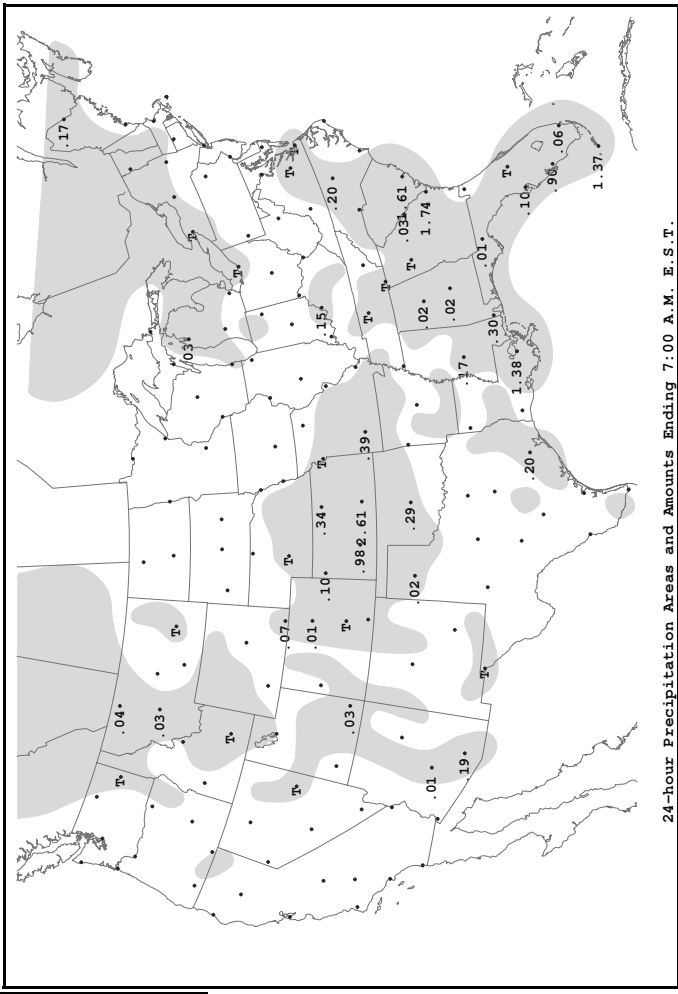 .17
T
.04
.03
T
.03
T
T
T
.07
T
T
T
T
.01
.34
T
.15
.10
.20
T
.03
.98
2.61
.39
T
T
.03
.61
.29
T
.02
.02
1.74
.01
.02
.19
.17
.01
T
.30
T
1.38
.10
.20
.90
.06
1.37
24-hour Precipitation Areas and Amounts Ending 7:00 A.M. E.S.T.